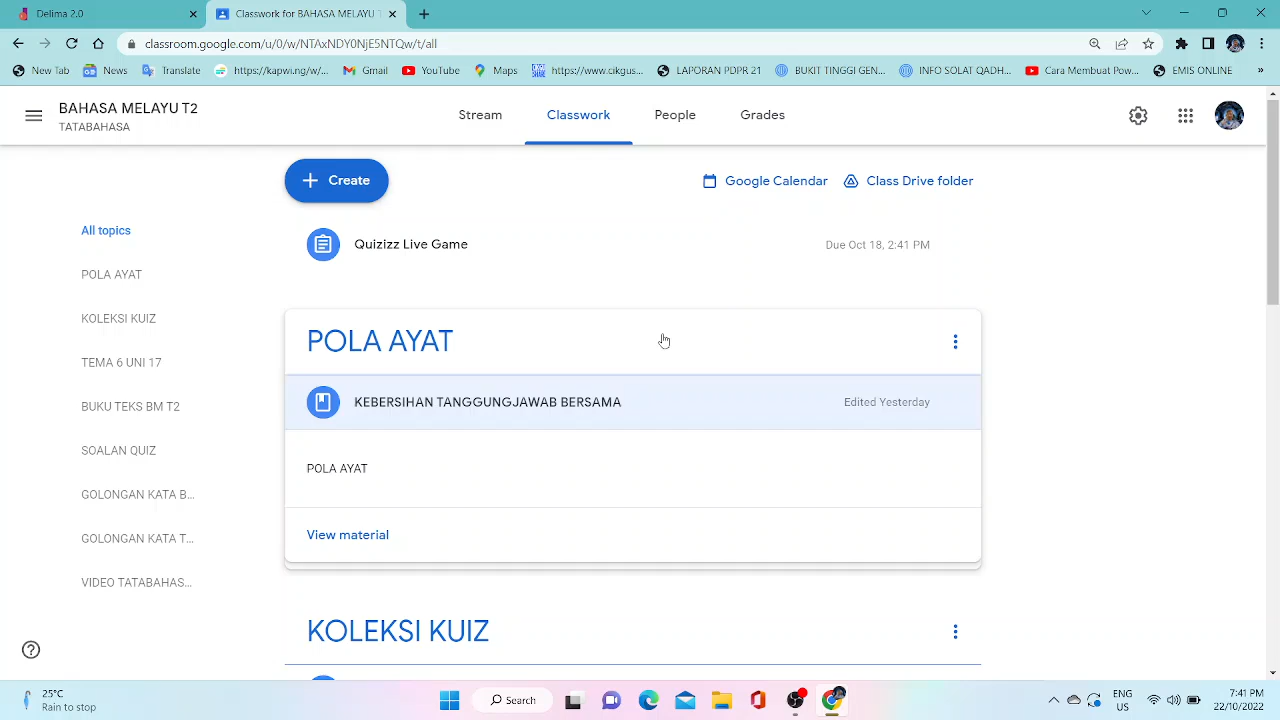 Delima 2.0
Classwork for BAHASA MELAYU T
classroom.google.com/u/0/w/NTAxNDY0NjE5NTQw/t/all
New Tab
News
Translate
https://kapwing.ag/...
Gmail
YouTube
Maps
https://www.cikgus...
LAPORAN PDPR 21
BUKIT TINGGI GEN...
INFO SOLAT QADH...
Cara Membuat Pow...
EMIS ONLINE
»
BAHASA MELAYU T2
TATABAHASA
Stream
Classwork
People
Grades
Create
Google Calendar
Class Drive folder
All topics
POLA AYAT
KOLEKSI KUIZ
TEMA 6 UNI 17
BUKU TEKS BM T2
SOALAN QUIZ
GOLONGAN KATA B...
GOLONGAN KATA T...
VIDEO TATABAHAS...
Quizizz Live Game
Due Oct 18, 2:41 PM
POLA AYAT
KEBERSIHAN TANGGUNGJAWAB BERSAMA
Edited Yesterday
POLA AYAT
View material
KOLEKSI KUIZ
25°C
Rain to stop
Search
ENG
US
7:41 PM
22/10/2022